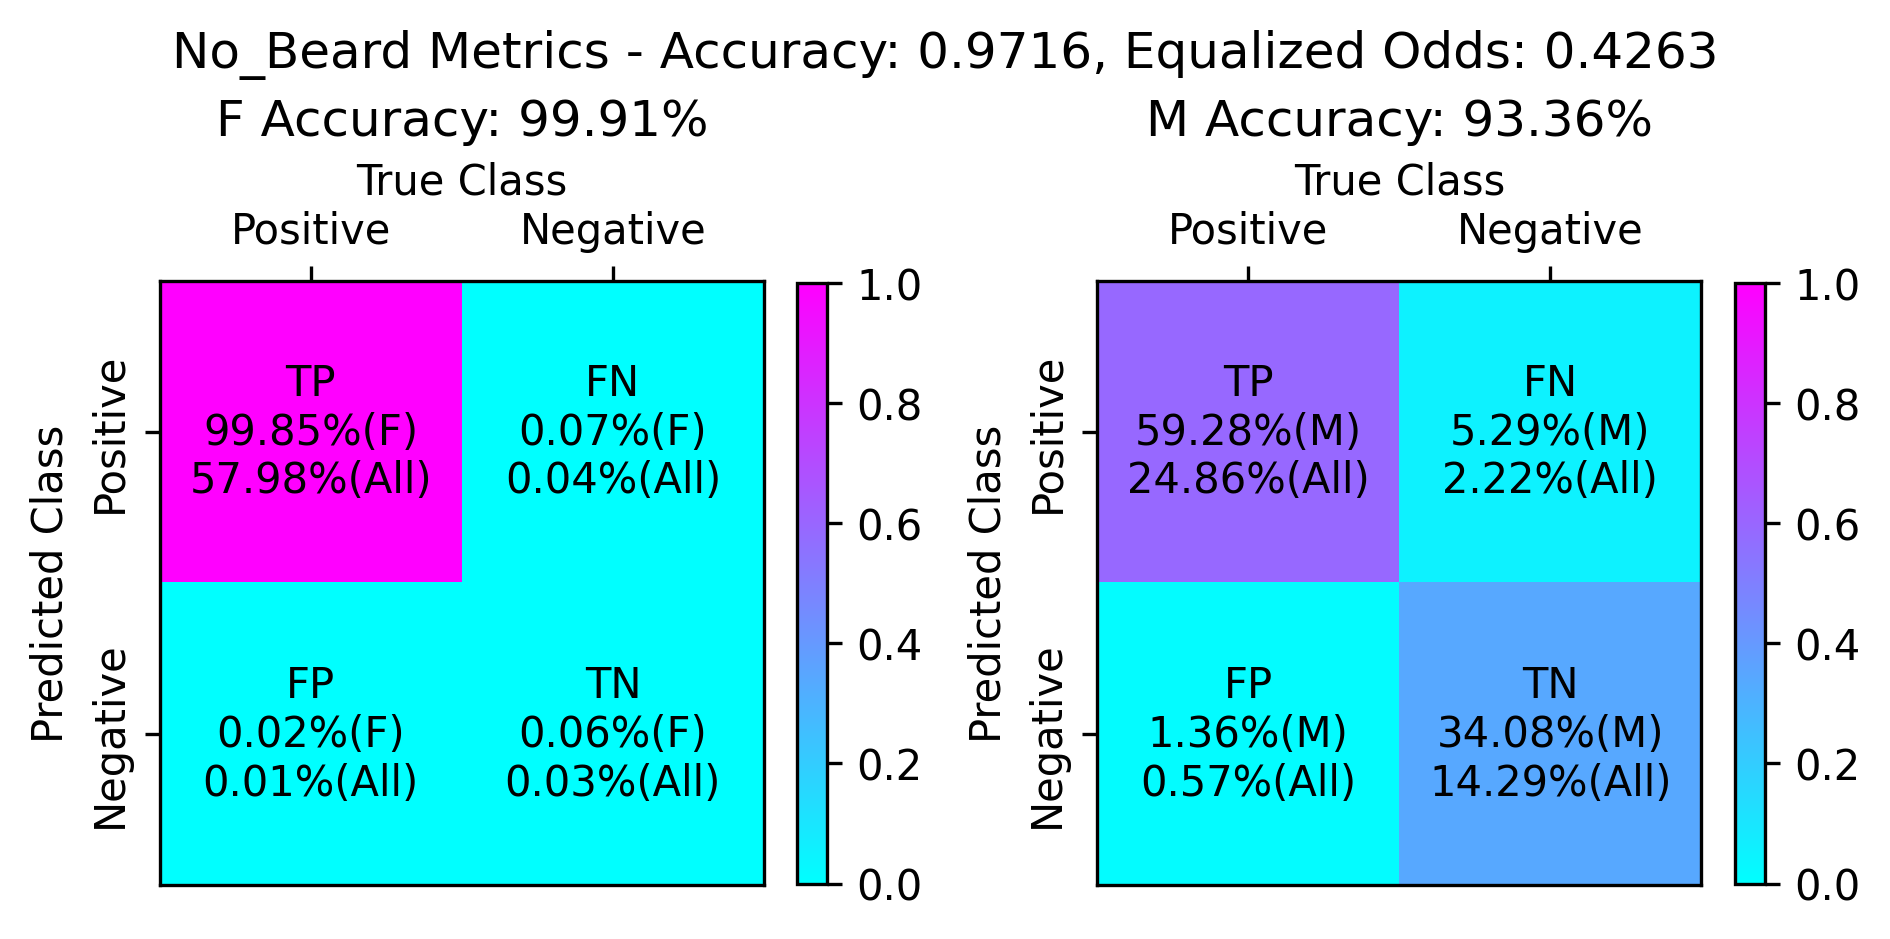 No_Beard Metrics - Accuracy: 0.9716, Equalized Odds: 0.4263
F Accuracy: 99.91%
True Class
Positive
Negative
Predicted Class
Positive
Negative
TP
99.85%(F)
57.98%(All)
FN
0.07%(F)
0.04%(All)
FP
0.02%(F)
0.01%(All)
TN
0.06%(F)
0.03%(All)
1.0
0.8
0.6
0.4
0.2
0.0
M Accuracy: 93.36%
True Class
Positive
Negative
Predicted Class
Positive
Negative
TP
59.28%(M)
24.86%(All)
FN
5.29%(M)
2.22%(All)
FP
1.36%(M)
0.57%(All)
TN
34.08%(M)
14.29%(All)
1.0
0.8
0.6
0.4
0.2
0.0